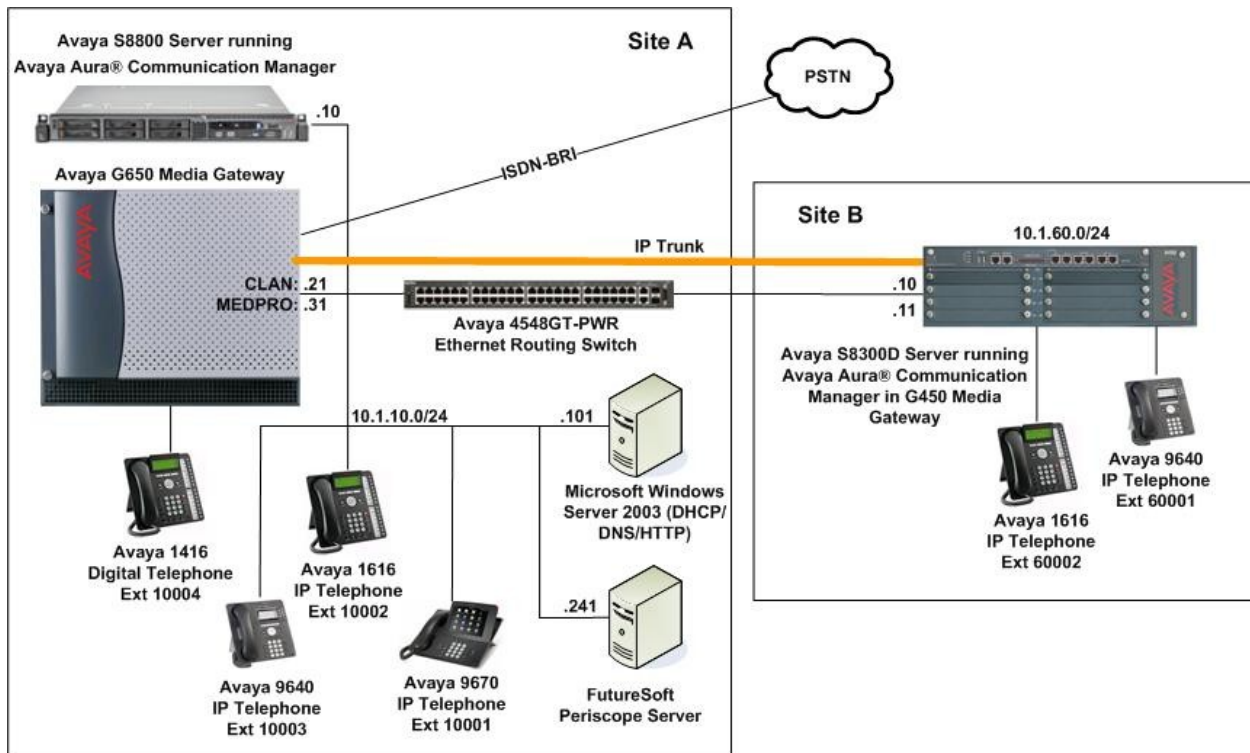 Avaya S8800 Server running
Avaya Aura® Communication Manager
.10
Site A
PSTN
Avaya G650 Media Gateway
ISDN-BRI
AVAYA
IP Trunk
CLAN: .21
MEDPRO: .31
Avaya 4548GT-PWR
Ethernet Routing Switch
Site B
10.1.60.0/24
.10
.11
AVAYA
Avaya S8300D Server running
Avaya Aura® Communication
Manager in G450 Media
Gateway
10.1.10.0/24
.101
Microsoft Windows
Server 2003 (DHCP/
DNS/HTTP)
Avaya 1416
Digital Telephone
Ext 10004
Avaya 1616
IP Telephone
Ext 10002
Avaya 9640
IP Telephone
Ext 10003
Avaya 9670
IP Telephone
Ext 10001
.241
FutureSoft
Periscope Server
Avaya 1616
IP Telephone
Ext 60002
Avaya 9640
IP Telephone
Ext 60001